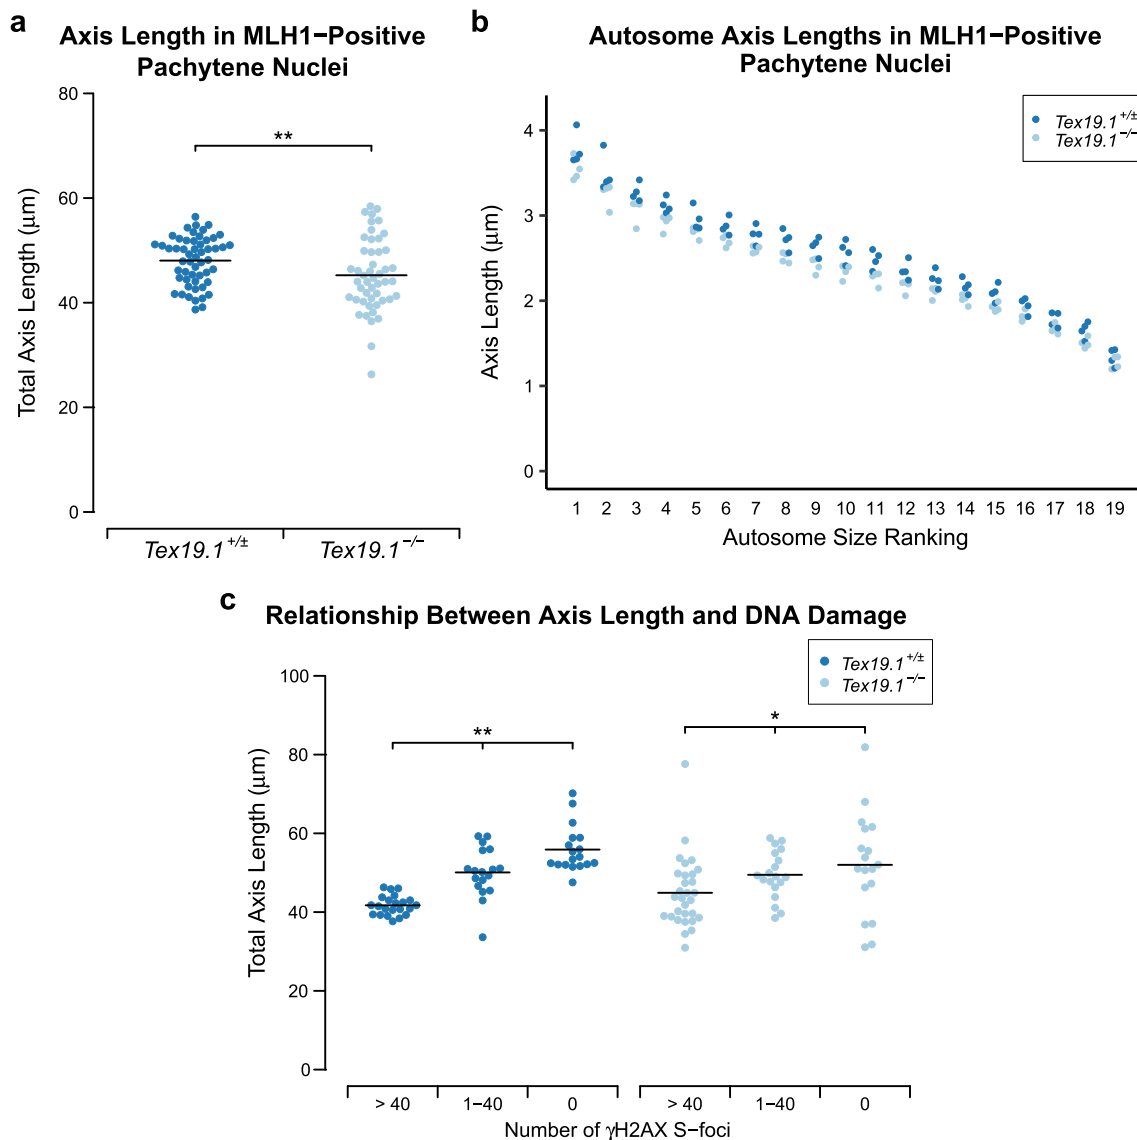 a
Axis Length in MLH1−Positive
Pachytene Nuclei
Total Axis Length (μm)
80
60
40
20
0
**
Tex19.1+/± Tex19.1−/−
b
Autosome Axis Lengths in MLH1−Positive
Pachytene Nuclei
Tex19.1+/±
Tex19.1−/−
Axis Length (μm)
4
3
2
1
0
1 2 3 4 5 6 7 8 9 10 11 12 13 14 15 16 17 18 19
Autosome Size Ranking
c
Relationship Between Axis Length and DNA Damage
Tex19.1+/±
Tex19.1−/−
Total Axis Length (μm)
100
80
60
40
20
0
** *
> 40 1−40 0 > 40 1−40 0
Number of γH2AX S−foci